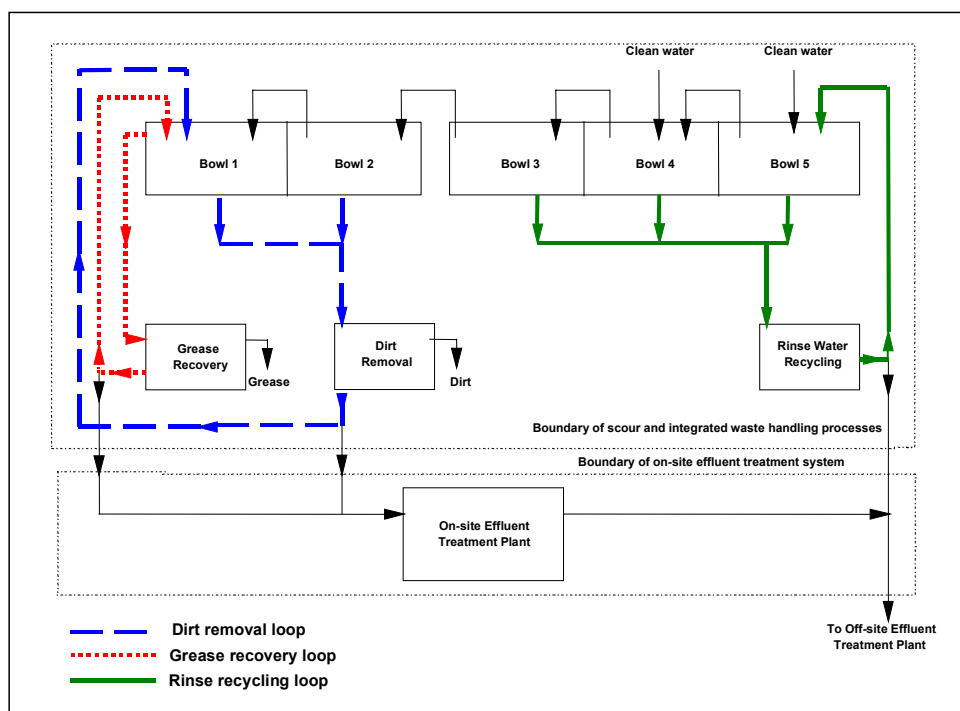 Clean water
Clean water
Bowl 1
Bowl 2
Bowl 3
Bowl 4
Bowl 5
Grease
Recovery
Grease
Dirt
Removal
Dirt
Rinse Water
Recycling
Boundary of scour and integrated waste handling processes
Boundary of on-site effluent treatment system
On-site Effluent
Treatment Plant
To Off-site Effluent
Treatment Plant
Dirt removal loop
Grease recovery loop
Rinse recycling loop